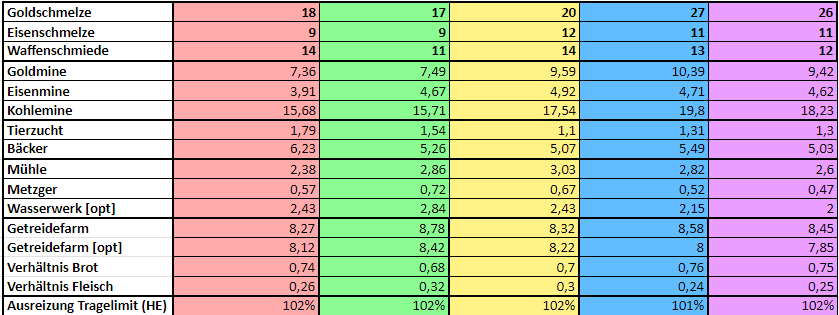 Goldschmelze 18 17 20 27 26
Eisenschmelze 9 9 12 11 11
Waffenschmiede 14 11 14 13 12
Goldmine 7,36 7,49 9,59 10,39 9,42
Eisenmine 3,91 4,67 4,92 4,71 4,62
Kohlemine 15,68 15,71 17,54 19,8 18,23
Tierzucht 1,79 1,54 1,1 1,31 1,3
Bäcker 6,23 5,26 5,07 5,49 5,03
Mühle 2,38 2,86 3,03 2,82 2,6
Metzger 0,57 0,72 0,67 0,52 0,47
Wasserwerk [opt] 2,43 2,84 2,43 2,15 2
Getreidefarm 8,27 8,78 8,32 8,58 8,45
Getreidefarm [opt] 8,12 8,42 8,22 8 7,85
Verhältnis Brot 0,74 0,68 0,7 0,76 0,75
Verhältnis Fleisch 0,26 0,32 0,3 0,24 0,25
Ausreizung Tragelimit (HE) 102% 102% 102% 101% 102%